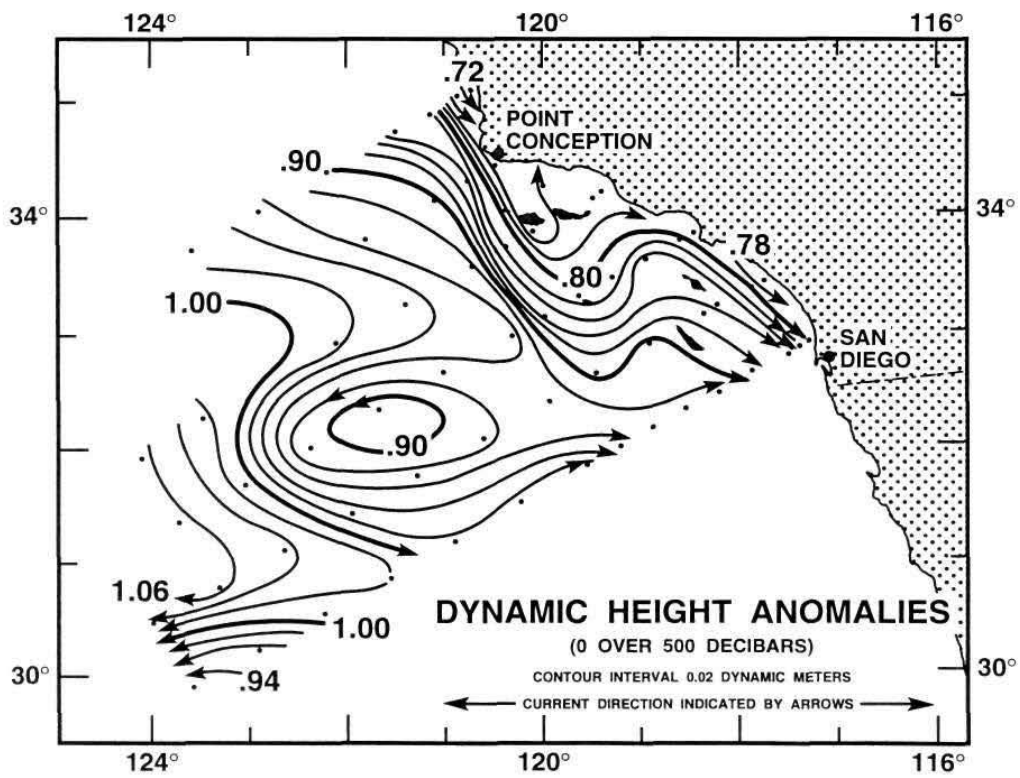 124°
120°
116°
.72
POINT
CONCEPTION
.90
34°
34°
.78
.80
1.00
SAN
DIEGO
.90
1.06
DYNAMIC HEIGHT ANOMALIES
1.00
(0 OVER 500 DECIBARS)
30°
30°
.94
CONTOUR INTERVAL 0.02 DYNAMIC METERS
CURRENT DIRECTION INDICATED BY ARROWS
124°
120°
116°